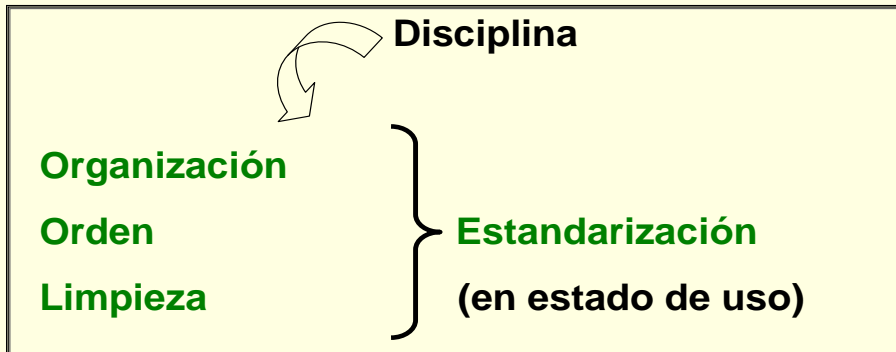 Disciplina
Organización
Orden
Estandarización
Limpieza
(en estado de uso)